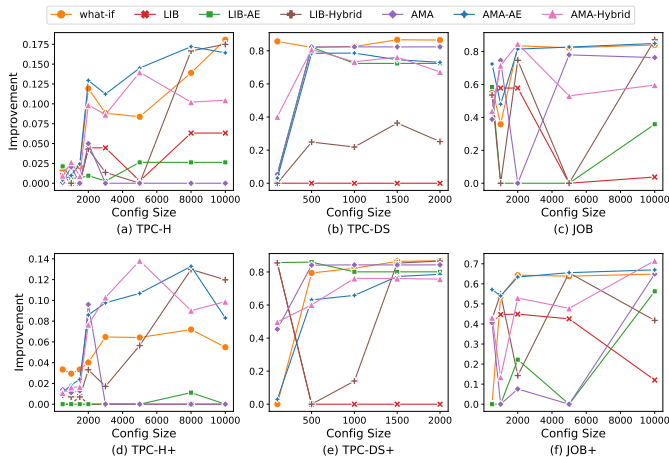 what-if LIB LIB-AE LIB-Hybrid AMA AMA-AE AMA-Hybrid
Improvement
0.175
0.150
0.125
0.100
0.075
0.050
0.025
0.000
2000 4000 6000 8000 10000
Config Size
(a) TPC-H
0.8
0.6
0.4
0.2
0.0
500 1000 1500 2000
Config Size
(b) TPC-DS
0.8
0.6
0.4
0.2
0.0
2000 4000 6000 8000 10000
Config Size
(c) JOB
Improvement
0.14
0.12
0.10
0.08
0.06
0.04
0.02
0.00
2000 4000 6000 8000 10000
Config Size
(d) TPC-H+
0.8
0.6
0.4
0.2
0.0
500 1000 1500 2000
Config Size
(e) TPC-DS+
0.7
0.6
0.5
0.4
0.3
0.2
0.1
0.0
2000 4000 6000 8000 10000
Config Size
(f) JOB+